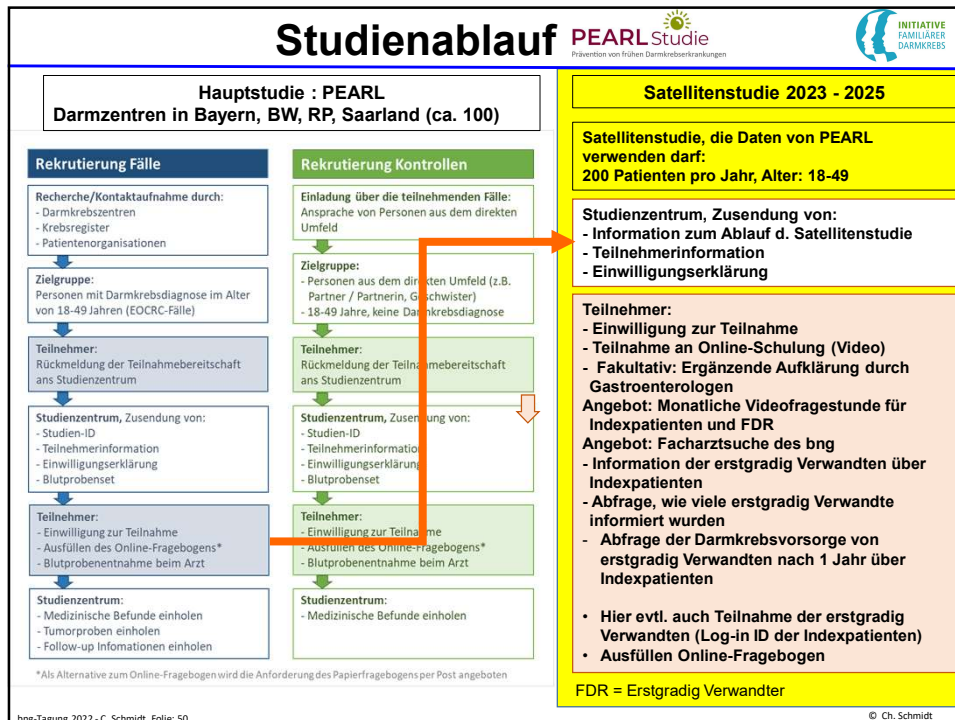 Studienablauf
PEARL Studie
Prävention von frühen Darmkrebserkrankungen
INITIATIVE
FAMILIÄRER
DARMKREBS
Hauptstudie : PEARL
Darmzentren in Bayern, BW, RP, Saarland (ca. 100)
Rekrutierung Fälle
Recherche/Kontaktaufnahme durch:
- Darmkrebszentren
- Krebsregister
- Patientenorganisationen
Zielgruppe:
Personen mit Darmkrebsdiagnose im Alter
von 18-49 Jahren (EOCRC-Fälle)
Teilnehmer:
Rückmeldung der Teilnahmebereitschaft
ans Studienzentrum
Studienzentrum, Zusendung von:
- Studien-ID
- Teilnehmerinformation
- Einwilligungserklärung
- Blutprobenset
Teilnehmer:
- Einwilligung zur Teilnahme
- Ausfüllen des Online-Fragebogens*
- Blutprobenentnahme beim Arzt
Studienzentrum:
- Medizinische Befunde einholen
- Tumorproben einholen
- Follow-up Infomationen einholen
Rekrutierung Kontrollen
Einladung über die teilnehmenden Fälle:
Ansprache von Personen aus dem direkten
Umfeld
Zielgruppe:
- Personen aus dem direkten Umfeld (z.B.
Partner / Partnerin, Geschwister)
- 18-49 Jahre, keine Darmkrebsdiagnose
Teilnehmer:
Rückmeldung der Teilnahmebereitschaft
ans Studienzentrum
Studienzentrum, Zusendung von:
- Studien-ID
- Teilnehmerinformation
- Einwilligungserklärung
- Blutprobenset
Teilnehmer:
- Einwilligung zur Teilnahme
- Ausfüllen des Online-Fragebogens*
- Blutprobenentnahme beim Arzt
Studienzentrum:
- Medizinische Befunde einholen
*Als Alternative zum Online-Fragebogen wird die Anforderung des Papierfragebogens per Post angeboten
Satellitenstudie 2023 - 2025
Satellitenstudie, die Daten von PEARL
verwenden darf:
200 Patienten pro Jahr, Alter: 18-49
Studienzentrum, Zusendung von:
- Information zum Ablauf d. Satellitenstudie
- Teilnehmerinformation
- Einwilligungserklärung
Teilnehmer:
- Einwilligung zur Teilnahme
- Teilnahme an Online-Schulung (Video)
- Fakultativ: Ergänzende Aufklärung durch
Gastroenterologen
Angebot: Monatliche Videofragestunde für
Indexpatienten und FDR
Angebot: Facharztsuche des bng
- Information der erstgradig Verwandten über
Indexpatienten
- Abfrage, wie viele erstgradig Verwandte
informiert wurden
- Abfrage der Darmkrebsvorsorge von
erstgradig Verwandten nach 1 Jahr über
Indexpatienten
• Hier evtl. auch Teilnahme der erstgradig
Verwandten (Log-in ID der Indexpatienten)
• Ausfüllen Online-Fragebogen
FDR = Erstgradig Verwandter
bng-Tagung 2022 - C. Schmidt, Folie: 50
© Ch. Schmidt